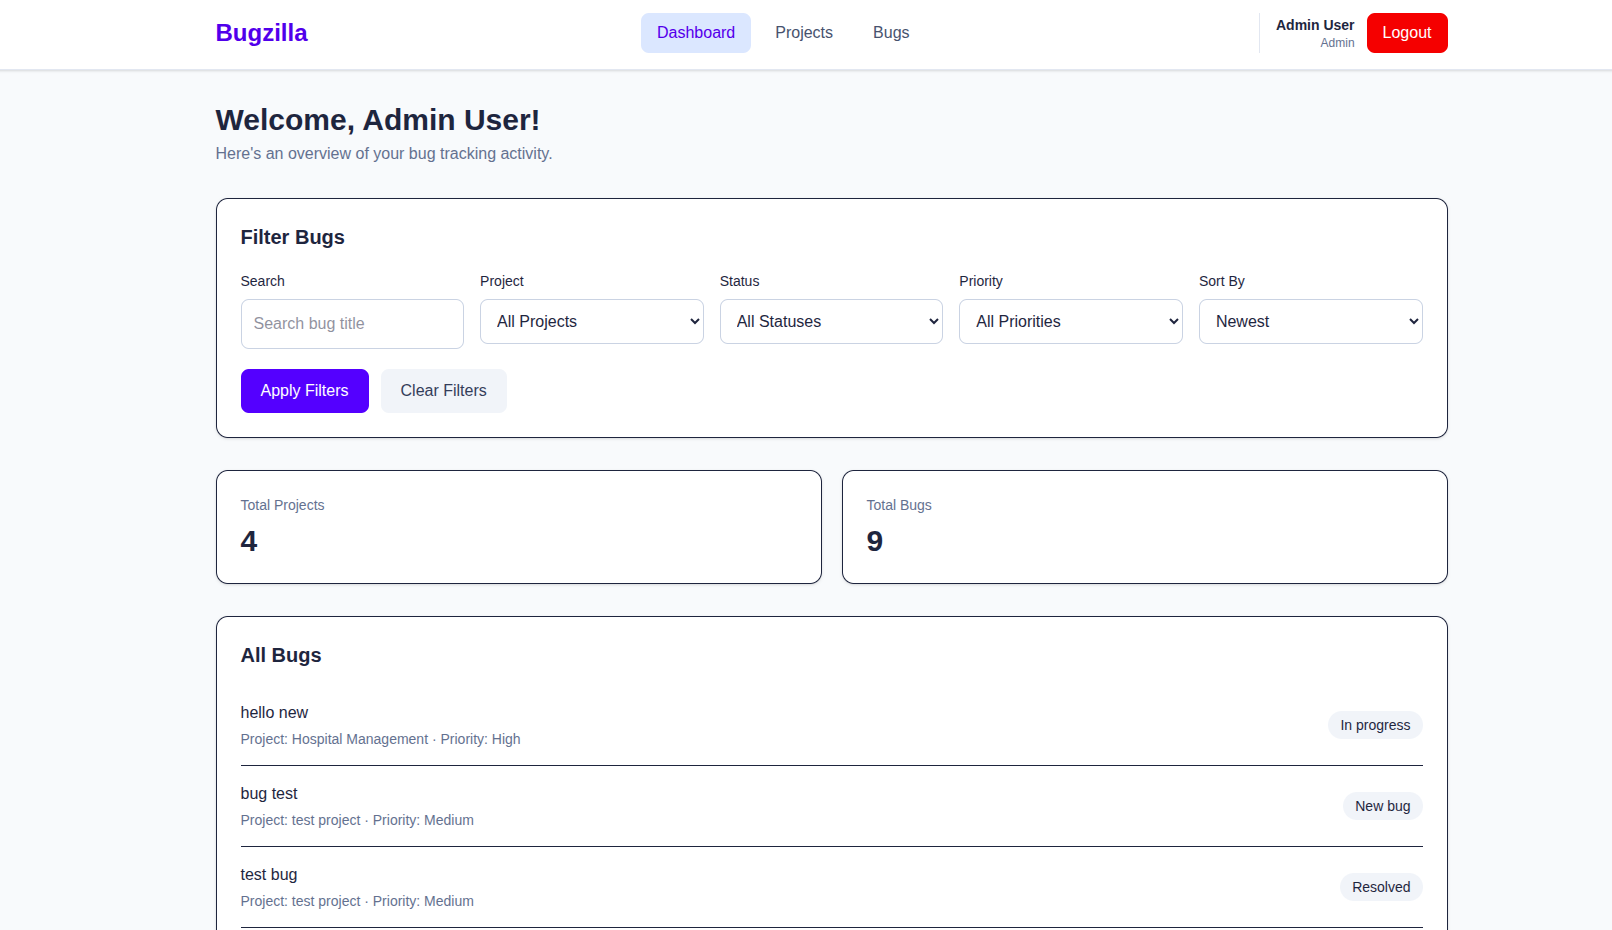 Bugzilla
Dashboard
Projects
Bugs
Admin User
Admin
Logout
Welcome, Admin User!
Here's an overview of your bug tracking activity.
Filter Bugs
Search
Project
Status
Priority
Sort By
Search bug title
All Projects
All Statuses
All Priorities
Newest
Apply Filters
Clear Filters
Total Projects
4
Total Bugs
9
All Bugs
hello new
Project: Hospital Management · Priority: High
In progress
bug test
Project: test project · Priority: Medium
New bug
test bug
Project: test project · Priority: Medium
Resolved